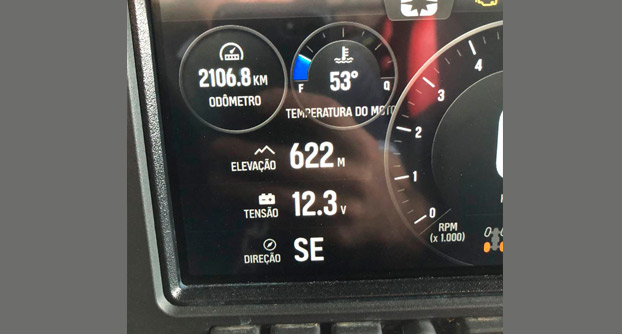 2106.8 KM
ODÔMETRO
53°
F
Q
TEMPERATURA DO MOTO
ELEVAÇÃO 622 M
TENSÃO 12.3 V
DIREÇÃO SE
4
3
2
1
0
RPM
(x 1.000)